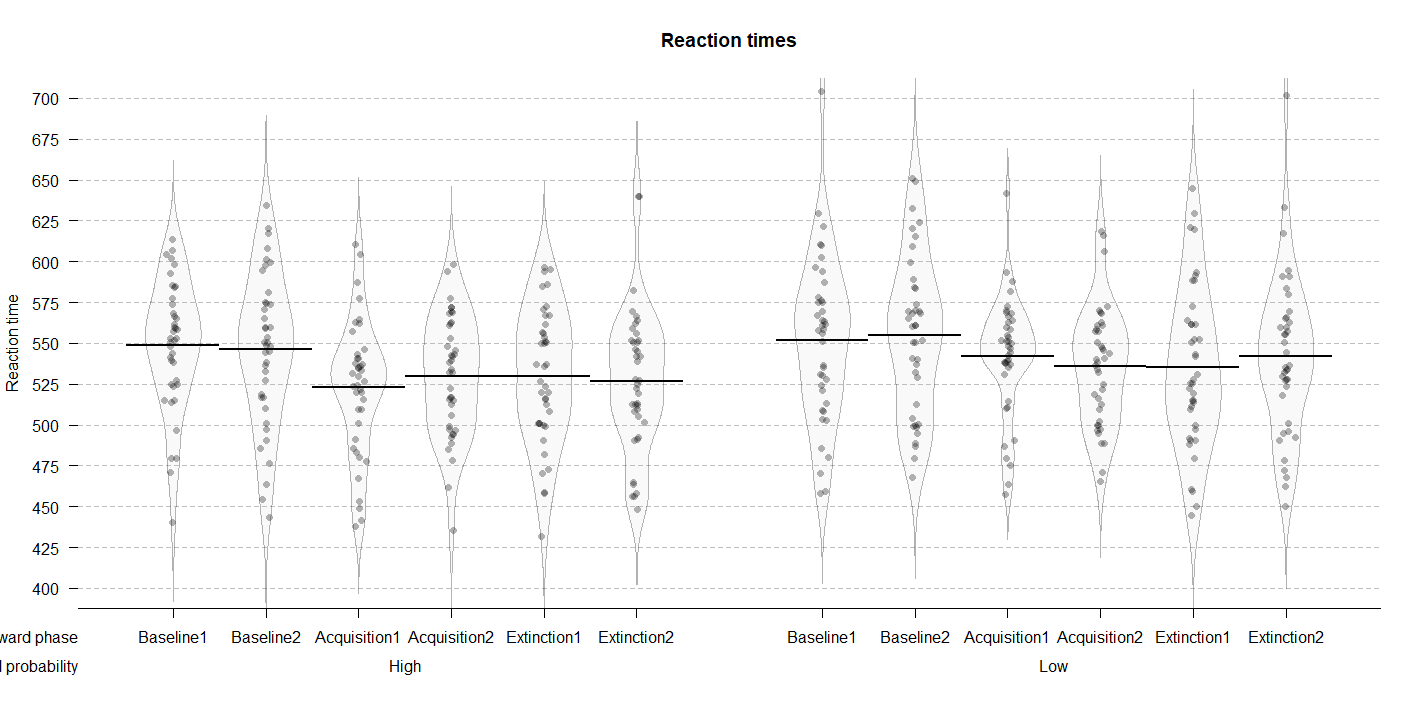 Reaction times
700
675
650
625
600
575
550
525
500
475
450
425
400
Reaction time
Baseline1 Baseline2 Acquisition1 Acquisition2 Extinction1 Extinction2 Baseline1 Baseline2 Acquisition1 Acquisition2 Extinction1 Extinction2
phase
High Low
probability